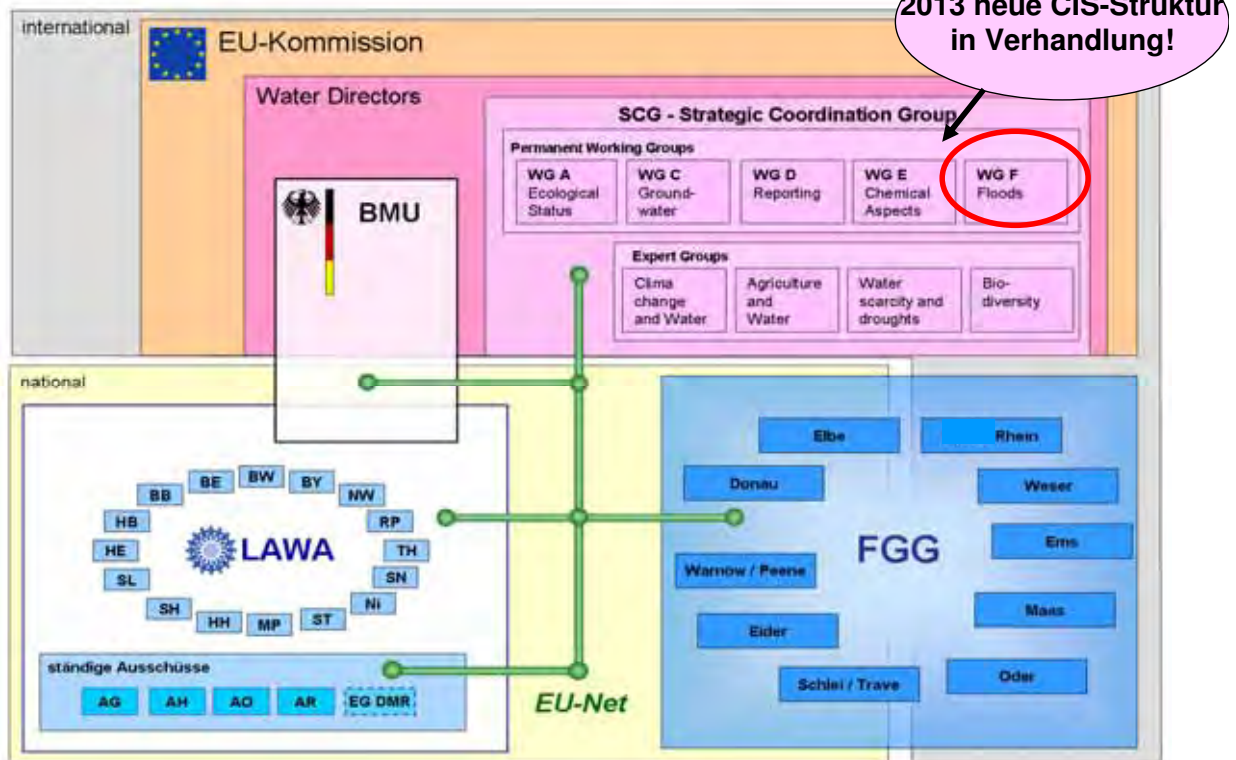 international
EU-Kommission
2013 neue CIS-Struktur
in Verhandlung!
Water Directors
SCG - Strategic Coordination Group
Permanent Working Groups
WG A
Ecological
Status
WG C
Ground-
water
WG D
Reporting
WG E
Chemical
Aspects
WG F
Floods
BMU
Expert Groups
Clima
change
and Water
Agriculture
and
Water
Water
scarcity and
droughts
Bio-
diversity
national
BB
BE
BW
BY
NW
HB
RP
HE
LAWA
TH
SL
SN
SH
HH
MP
ST
Ni
ständige Ausschüsse
AG
AH
AO
AR
EG DMR
EU-Net
Elbe
Rhein
Donau
Weser
FGG
Ems
Warnow / Peene
Maas
Eider
Schlei / Trave
Oder